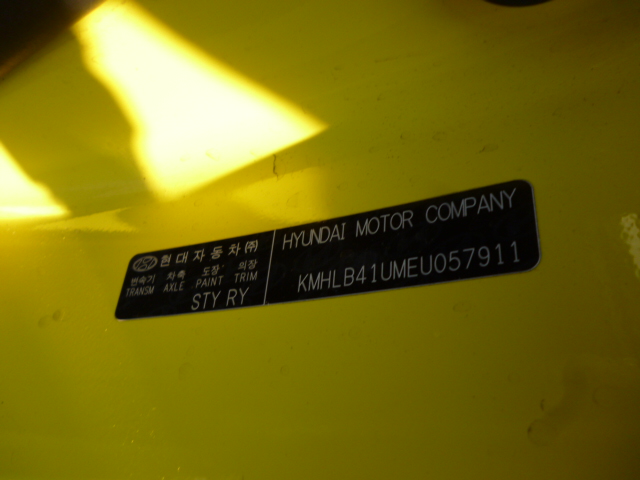 현대자동차㈜
변속기 차축 도장 의장
TRANSM AXLE PAINT TRIM
STY RY
HYUNDAI MOTOR COMPANY
KMHLB41UMEU057911